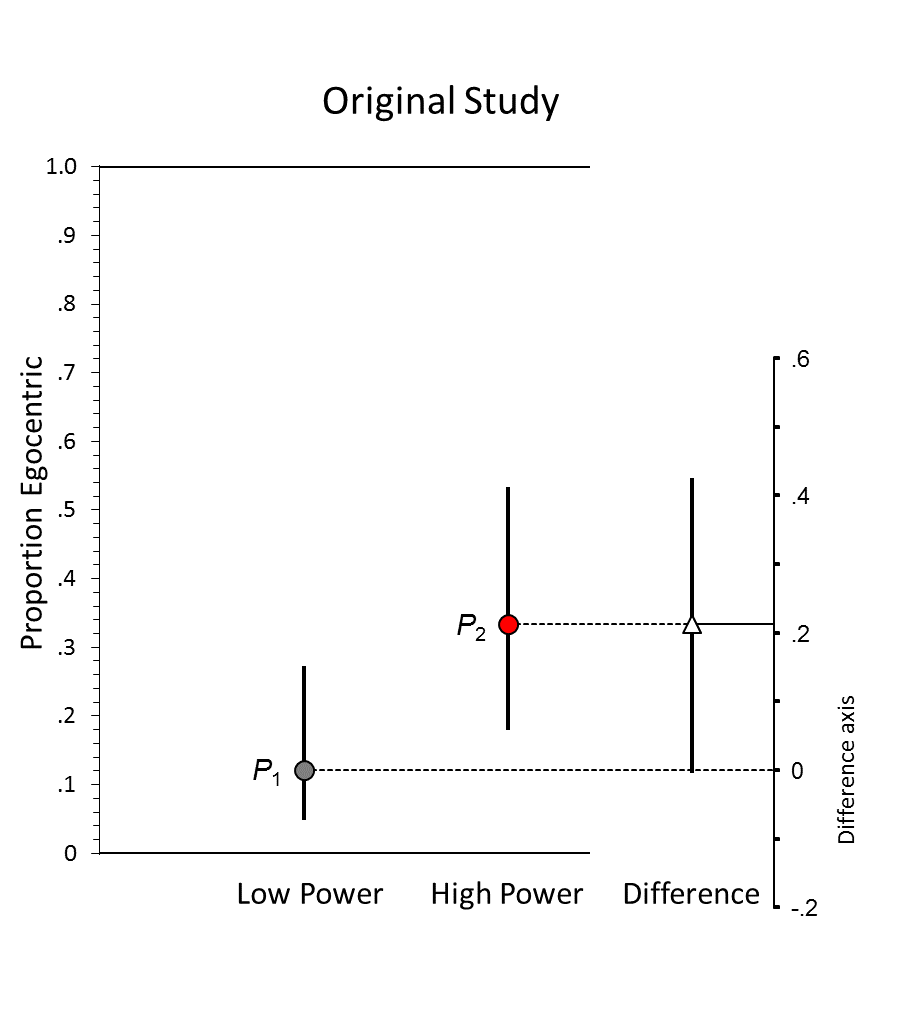 Original Study
1.0
.9
.8
.7
.6
.5
.4
.3
.2
.1
0
Proportion Egocentric
P2
P1
Low Power
High Power
Difference
.6
.4
.2
0
-.2
Difference axis